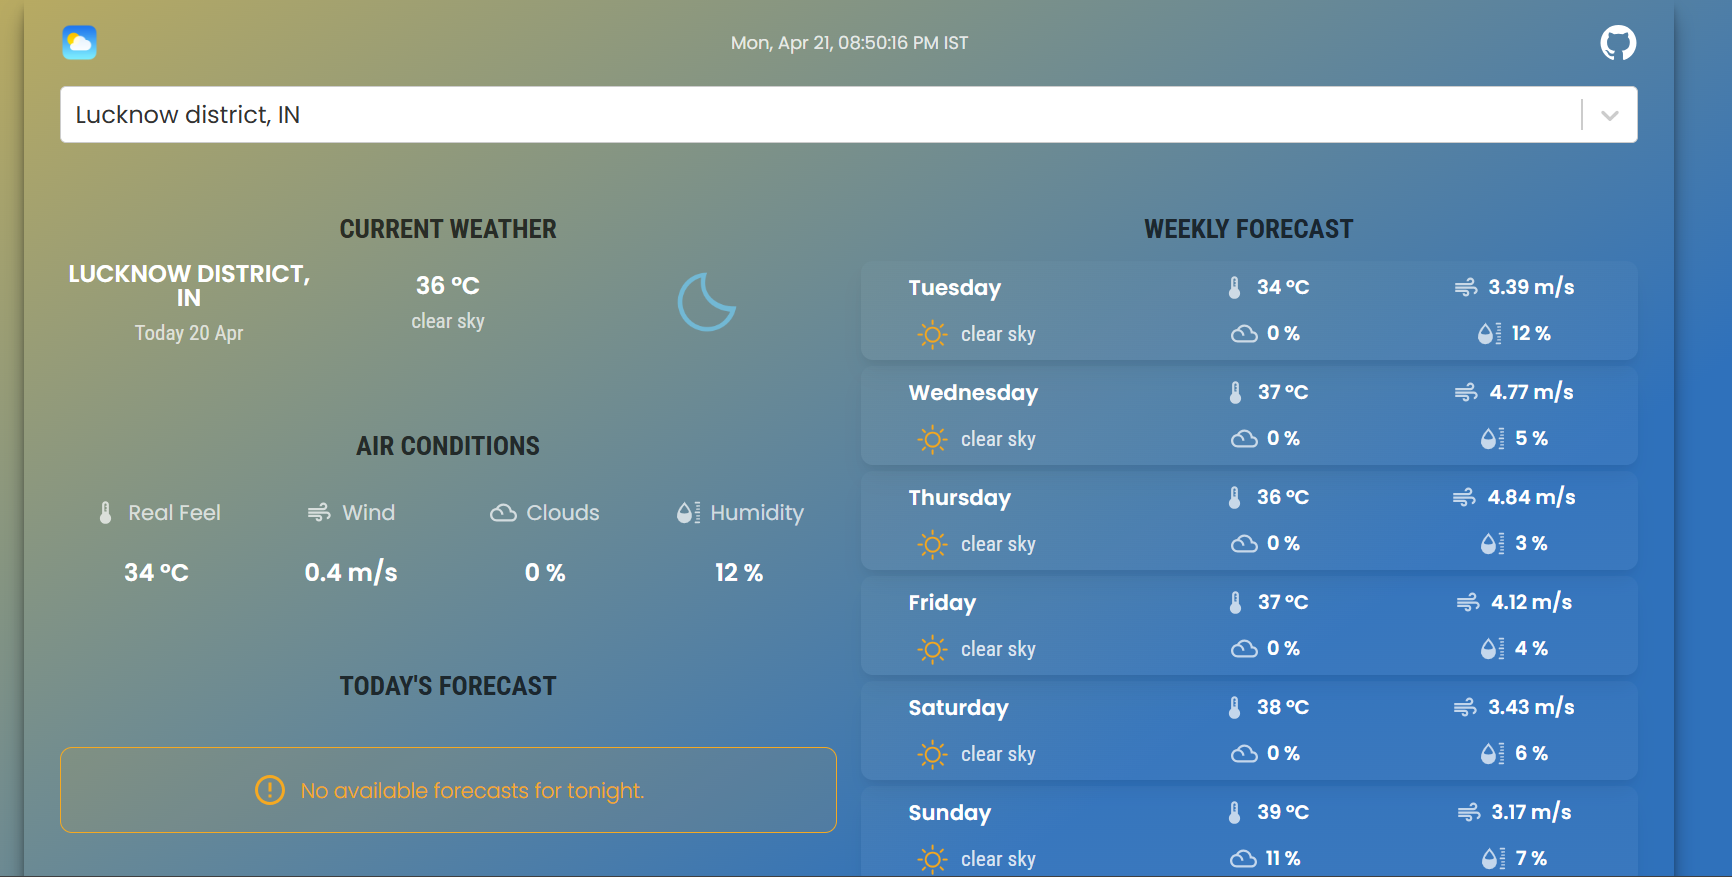 Mon, Apr 21, 08:50:16 PM IST
Lucknow district, IN
CURRENT WEATHER
LUCKNOW DISTRICT,
IN
Today 20 Apr
36 °C
clear sky
AIR CONDITIONS
Real Feel
34 °C
Wind
0.4 m/s
Clouds
0 %
Humidity
12 %
TODAY'S FORECAST
No available forecasts for tonight.
WEEKLY FORECAST
Tuesday
34 °C
3.39 m/s
clear sky
0 %
12 %
Wednesday
37 °C
4.77 m/s
clear sky
0 %
5 %
Thursday
36 °C
4.84 m/s
clear sky
0 %
3 %
Friday
37 °C
4.12 m/s
clear sky
0 %
4 %
Saturday
38 °C
3.43 m/s
clear sky
0 %
6 %
Sunday
39 °C
3.17 m/s
clear sky
11 %
7 %